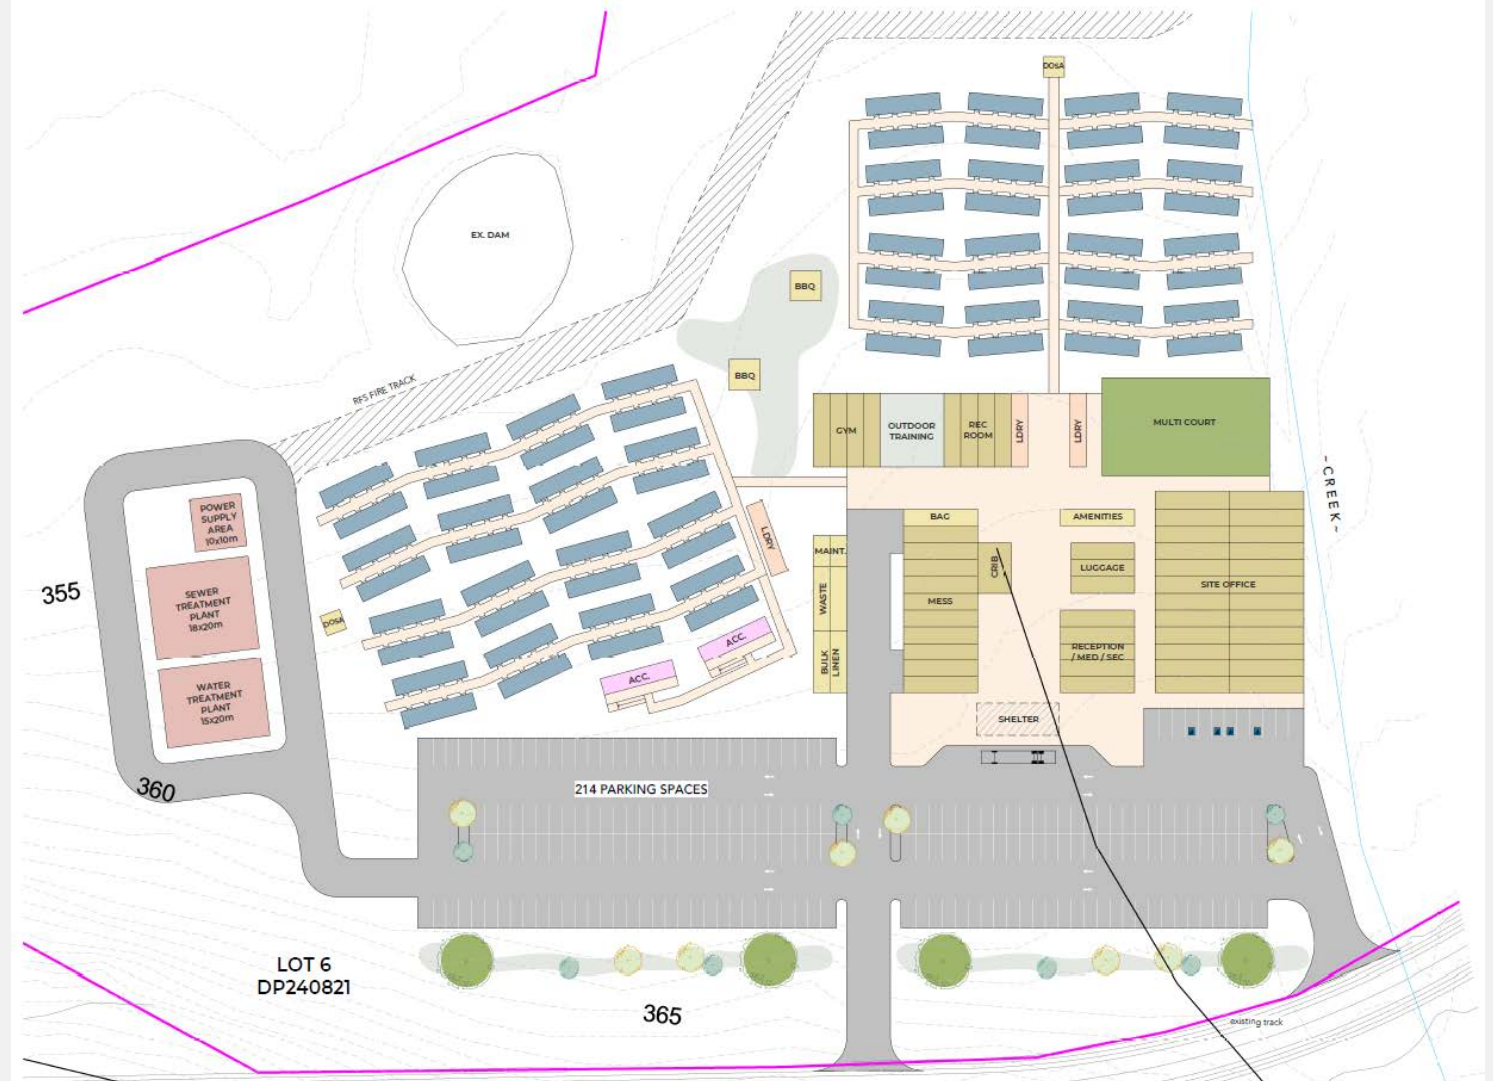 DOSA
EX. DAM
BBQ
BBQ
RFS FIRE TRACK
GYM
OUTDOOR
TRAINING
REC
ROOM
LDRY
LDRY
MULTI COURT
~CREEK~
POWER
SUPPLY
AREA
10x10m
LDRY
BAG
AMENITIES
MAINT.
CRIB
LUGGAGE
SITE OFFICE
355
SEWER
TREATMENT
PLANT
18x20m
WASTE
MESS
DOSA
ACC.
BULK
LINEN
RECEPTION
/ MED / SEC
ACC.
WATER
TREATMENT
PLANT
15x20m
SHELTER
360
214 PARKING SPACES
LOT 6
DP240821
365
existing track